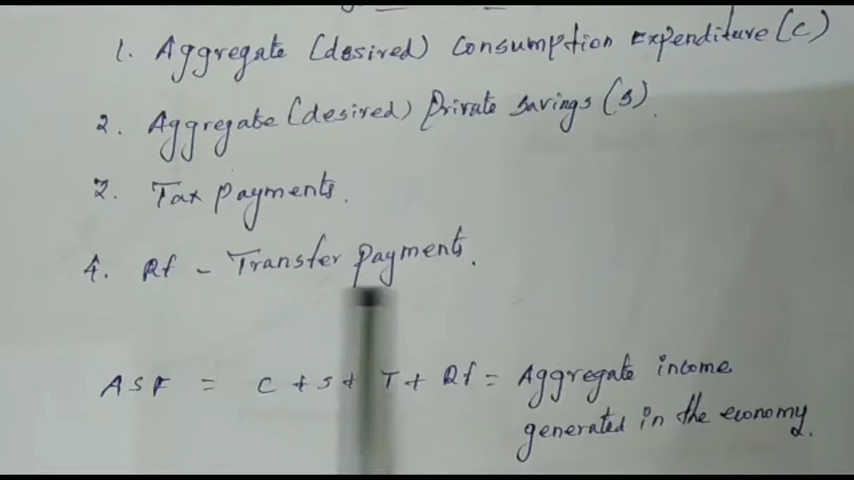 1. Aggregate (desired) Consumption Expenditure (C)
2. Aggregate (desired) Private Savings (S).
3. Tax payments.
4. Rf - Transfer payments.
ASF = C + S + T + Rf = Aggregate income
generated in the economy.